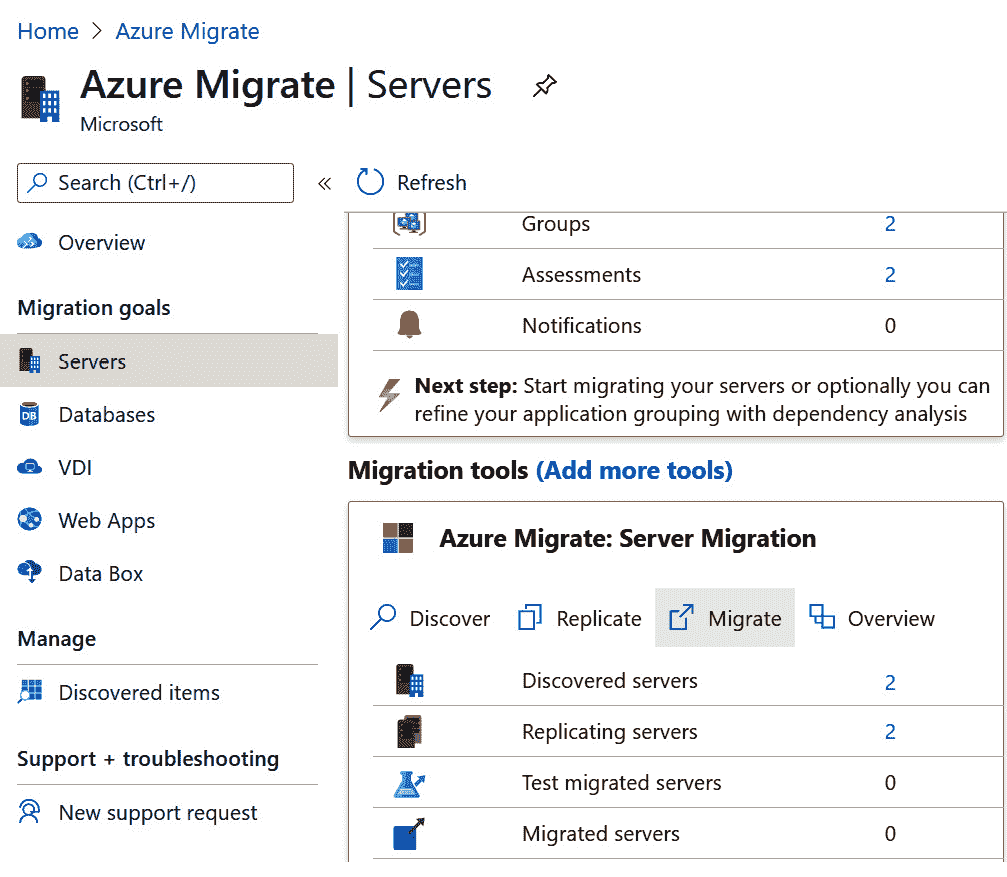 Home > Azure Migrate
Azure Migrate | Servers
Microsoft
Search (Ctrl+/)
Overview
Migration goals
Servers
DB Databases
VDI
Web Apps
Data Box
Manage
Discovered items
Support + troubleshooting
New support request
« Refresh
Groups 2
Assessments 2
Notifications 0
Next step: Start migrating your servers or optionally you can
refine your application grouping with dependency analysis
Migration tools (Add more tools)
Azure Migrate: Server Migration
Discover Replicate Migrate Overview
Discovered servers 2
Replicating servers 2
Test migrated servers 0
Migrated servers 0